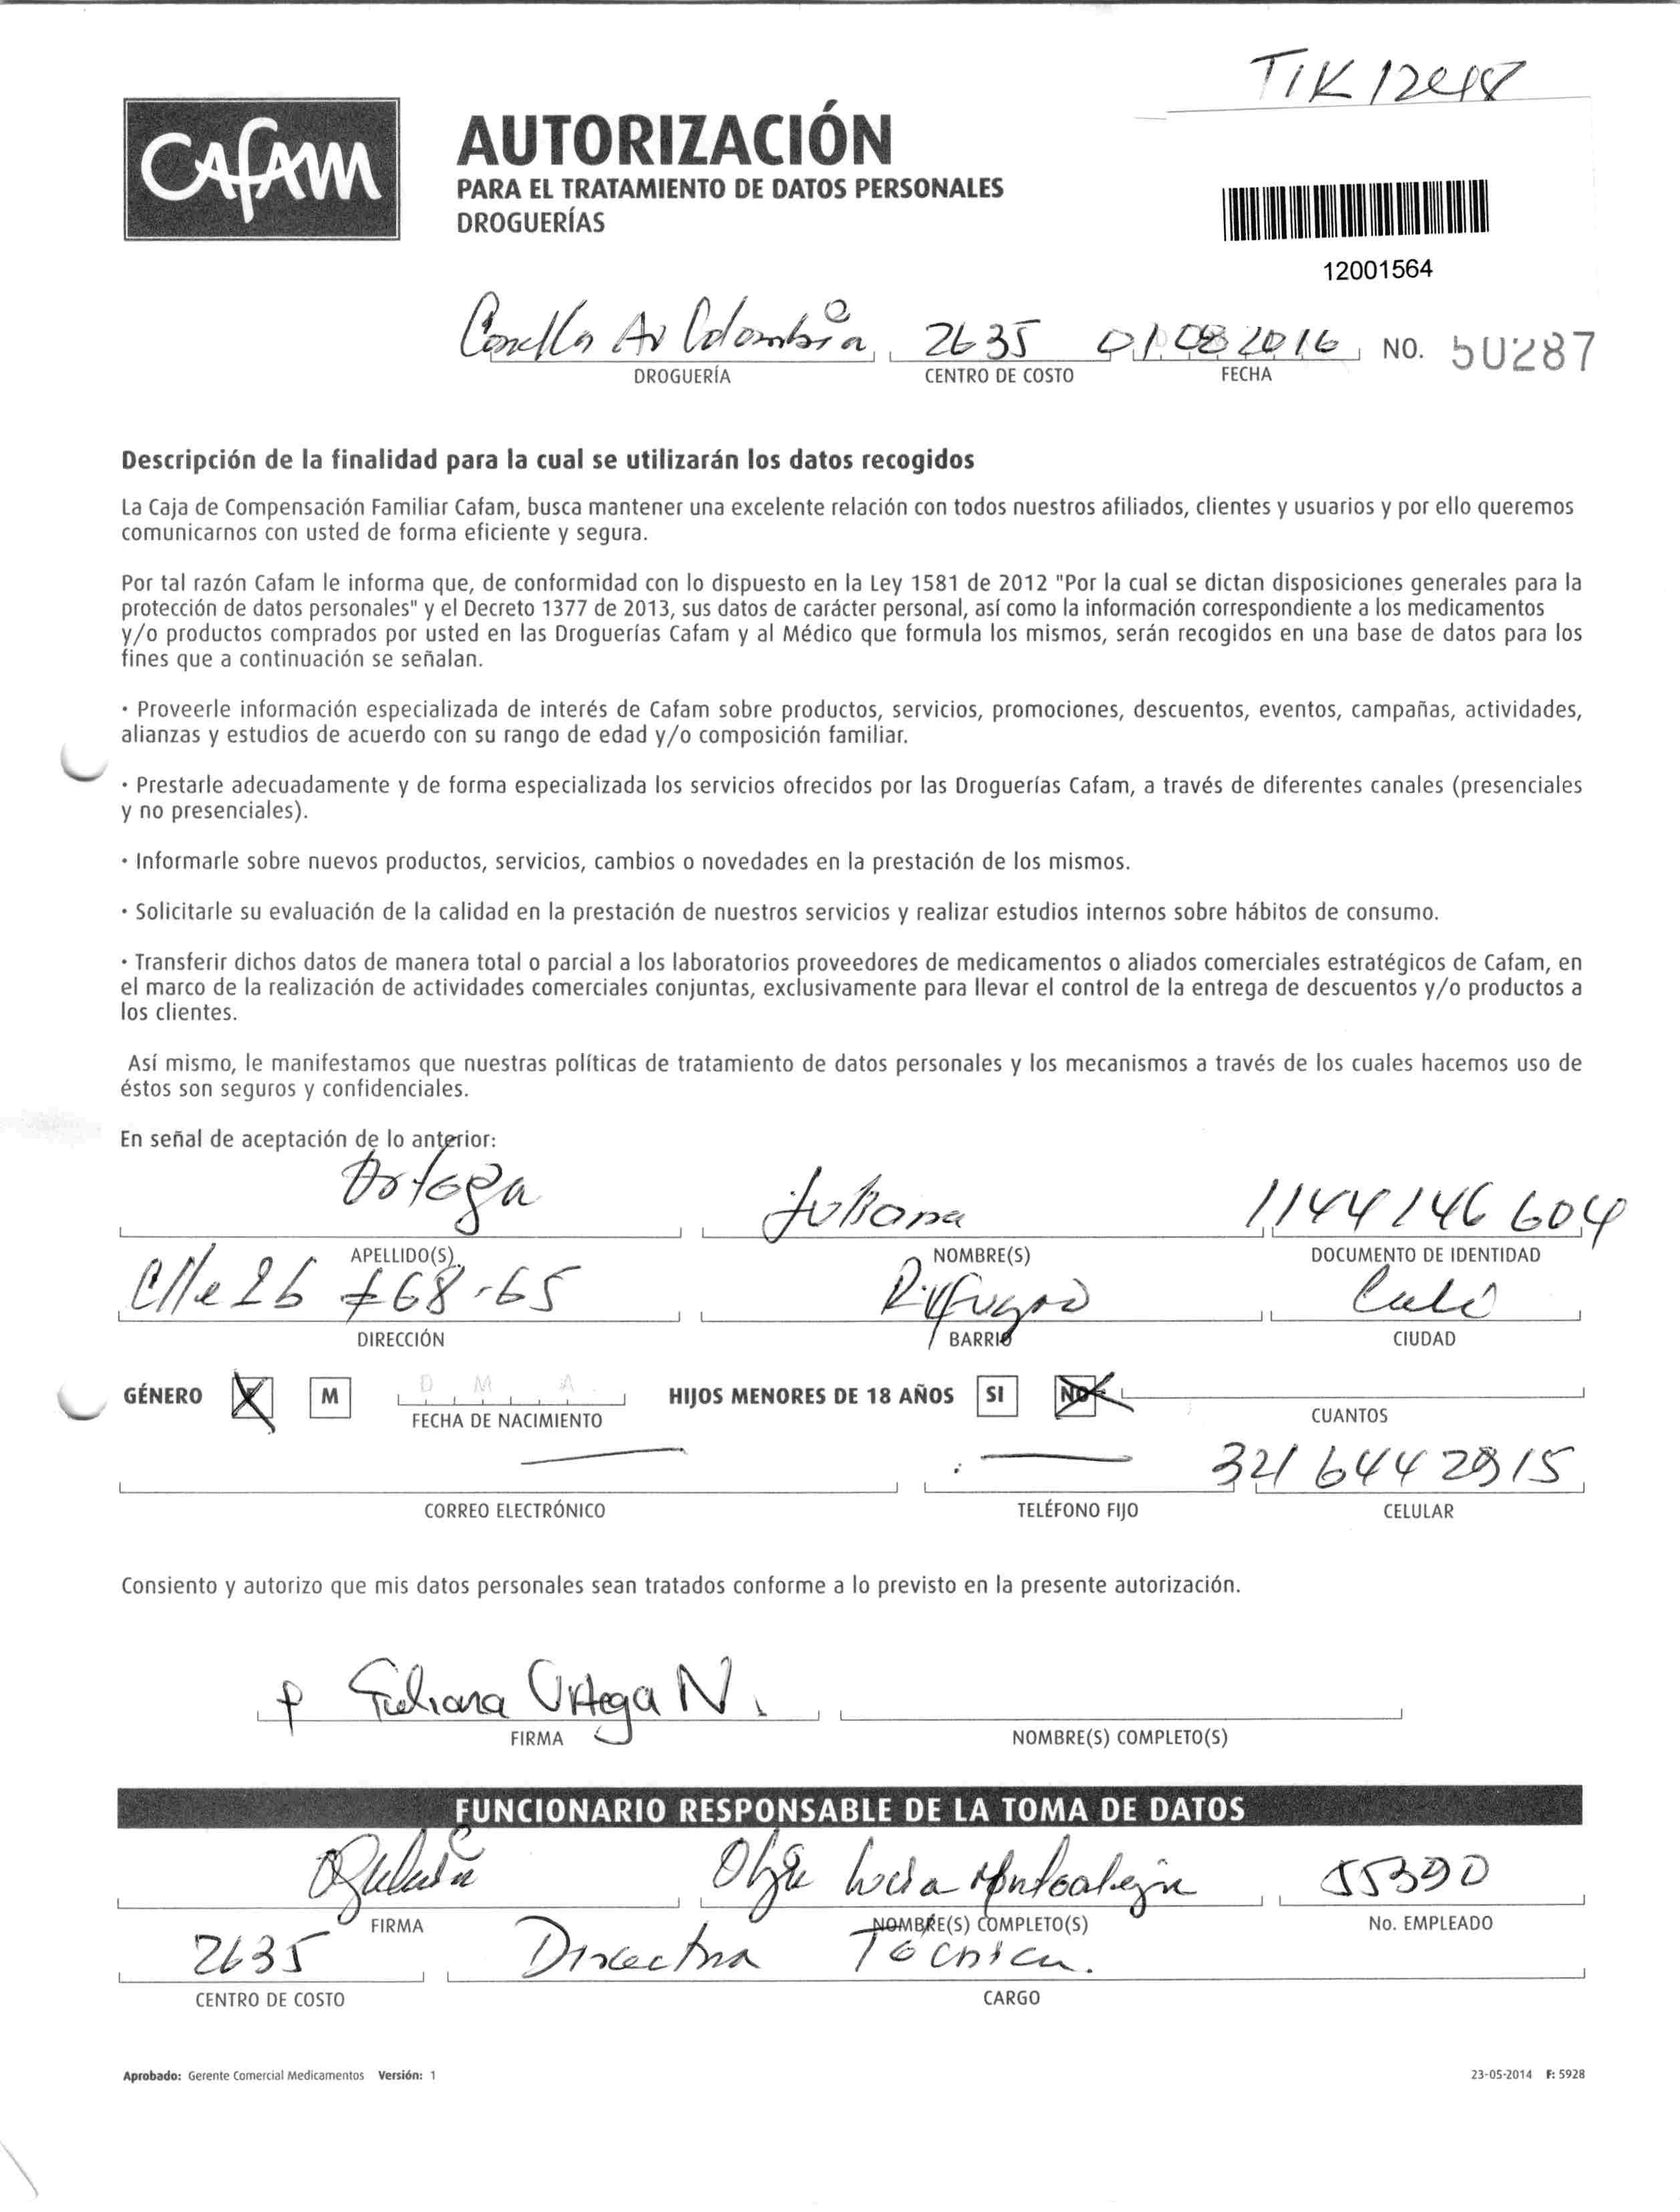 TIK 12418
CAFAM
AUTORIZACIÓN
PARA EL TRATAMIENTO DE DATOS PERSONALES
DROGUERÍAS
12001564
Av Colombia 2635 01 08 2016 NO. 50287
DROGUERÍA CENTRO DE COSTO FECHA
Descripción de la finalidad para la cual se utilizarán los datos recogidos
La Caja de Compensación Familiar Cafam, busca mantener una excelente relación con todos nuestros afiliados, clientes y usuarios y por ello queremos
comunicarnos con usted de forma eficiente y segura.
Por tal razón Cafam le informa que, de conformidad con lo dispuesto en la Ley 1581 de 2012 "Por la cual se dictan disposiciones generales para la
protección de datos personales" y el Decreto 1377 de 2013, sus datos de carácter personal, así como la información correspondiente a los medicamentos
y/o productos comprados por usted en las Droguerías Cafam y al Médico que formula los mismos, serán recogidos en una base de datos para los
fines que a continuación se señalan.
· Proveerle información especializada de interés de Cafam sobre productos, servicios, promociones, descuentos, eventos, campañas, actividades,
alianzas y estudios de acuerdo con su rango de edad y/o composición familiar.
· Prestarle adecuadamente y de forma especializada los servicios ofrecidos por las Droguerías Cafam, a través de diferentes canales (presenciales
y no presenciales).
· Informarle sobre nuevos productos, servicios, cambios o novedades en la prestación de los mismos.
· Solicitarle su evaluación de la calidad en la prestación de nuestros servicios y realizar estudios internos sobre hábitos de consumo.
· Transferir dichos datos de manera total o parcial a los laboratorios proveedores de medicamentos o aliados comerciales estratégicos de Cafam, en
el marco de la realización de actividades comerciales conjuntas, exclusivamente para llevar el control de la entrega de descuentos y/o productos a
los clientes.
Así mismo, le manifestamos que nuestras políticas de tratamiento de datos personales y los mecanismos a través de los cuales hacemos uso de
éstos son seguros y confidenciales.
En señal de aceptación de lo anterior:
Ortega Juliana 1144146604
APELLIDO(S) NOMBRE(S) DOCUMENTO DE IDENTIDAD
Clle 26 #68-65 Cali
DIRECCIÓN BARRIO CIUDAD
GÉNERO M D M A HIJOS MENORES DE 18 AÑOS SI NO
FECHA DE NACIMIENTO CUANTOS
CORREO ELECTRÓNICO TELÉFONO FIJO CELULAR
Consiento y autorizo que mis datos personales sean tratados conforme a lo previsto en la presente autorización.
Juliana Ortega N.
FIRMA NOMBRE(S) COMPLETO(S)
FUNCIONARIO RESPONSABLE DE LA TOMA DE DATOS
Olga Lucia 55390
FIRMA NOMBRE(S) COMPLETO(S) No. EMPLEADO
2635 Directora Tecnica.
CENTRO DE COSTO CARGO
Aprobado: Gerente Comercial Medicamentos Versión: 1 23-05-2014 F: 5928